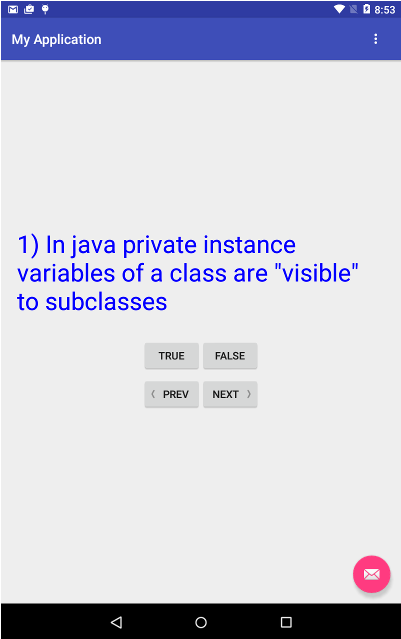 8:53
My Application
1) In java private instance
variables of a class are "visible"
to subclasses
TRUE FALSE
PREV NEXT